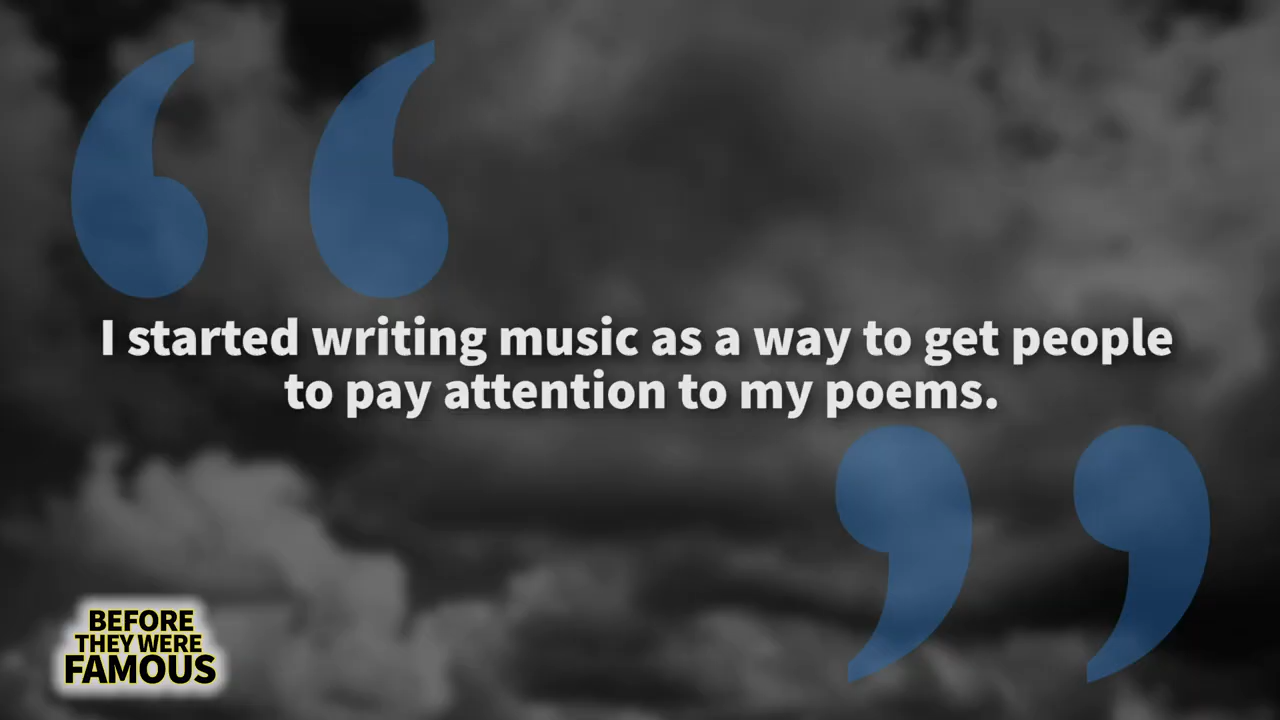 I started writing music as a way to get people
to pay attention to my poems.
BEFORE
THEY WERE
FAMOUS